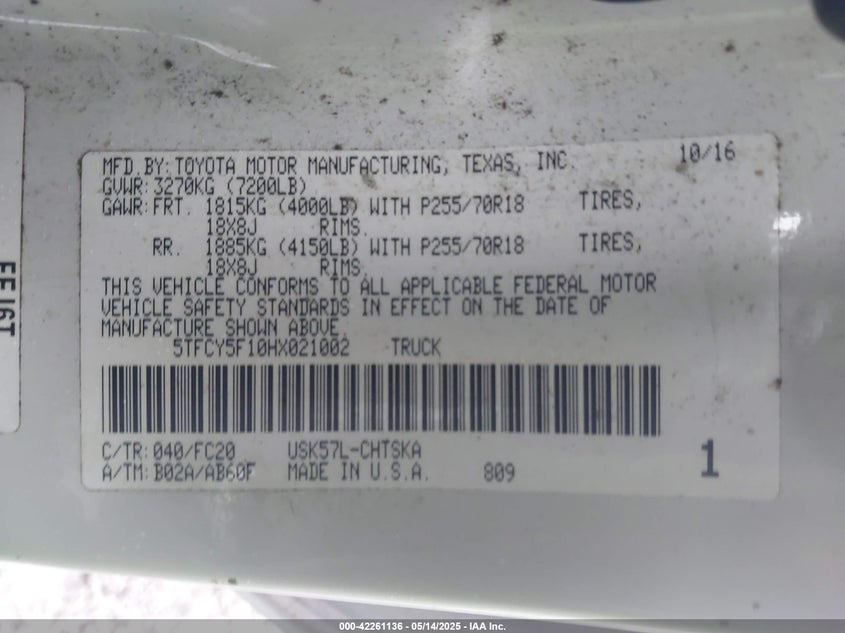 MFD.BY:TOYOTA MOTOR MANUFACTURING, TEXAS, INC. 10/16
GVWR:3270KG (7200LB)
GAWR:FRT. 1815KG (4000LB) WITH P255/70R18 TIRES,
18X8J RIMS.
RR. 1885KG (4150LB) WITH P255/70R18 TIRES,
18X8J RIMS.
THIS VEHICLE CONFORMS TO ALL APPLICABLE FEDERAL MOTOR
VEHICLE SAFETY STANDARDS IN EFFECT ON THE DATE OF
MANUFACTURE SHOWN ABOVE.
5TFCY5F10HX021002 TRUCK
C/TR:040/FC20 USK57L-CHTSKA
A/TM:B02A/AB60F MADE IN U.S.A. 809
1
000-42261136 - 05/14/2025 - IAA Inc.